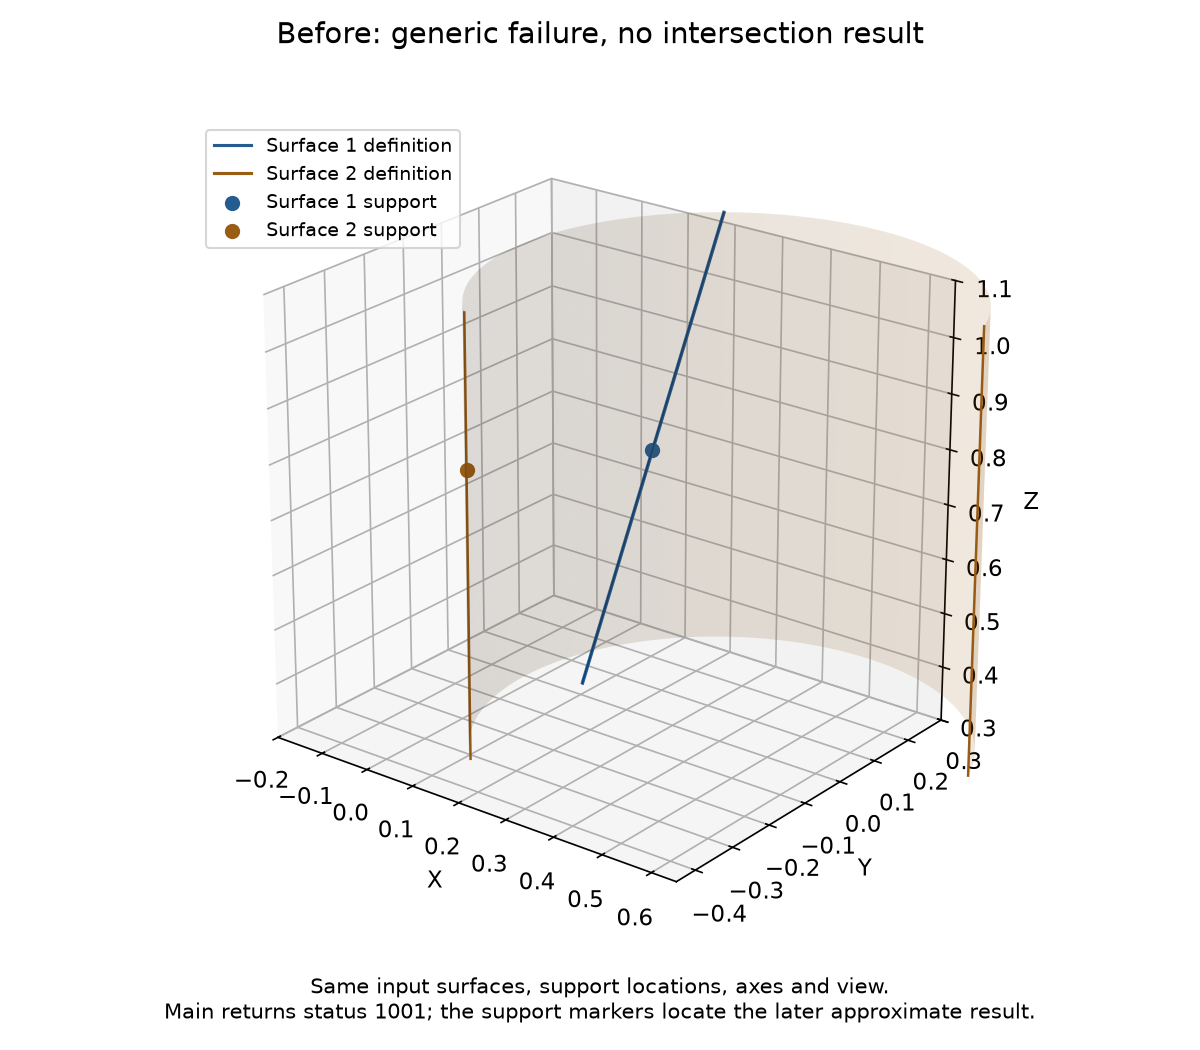 Before: generic failure, no intersection result
Surface 1 definition
Surface 2 definition
Surface 1 support
Surface 2 support
1.1
1.0
0.9
0.8
Z
0.7
0.6
0.5
0.4
0.3
0.3
−0.2
0.2
−0.1
0.1
0.0
0.0
0.1
−0.1
0.2
Y
−0.2
0.3
X
−0.3
0.4
−0.4
0.5
0.6
Same input surfaces, support locations, axes and view.
Main returns status 1001; the support markers locate the later approximate result.